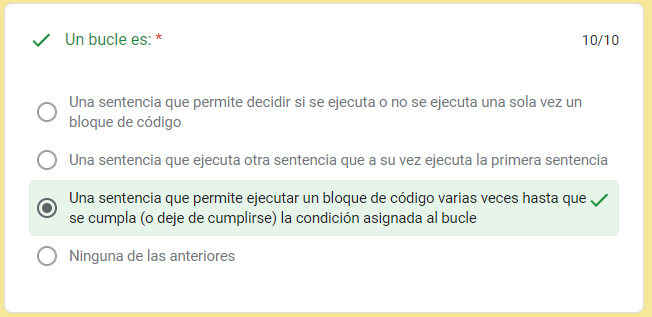 Un bucle es: *
10/10
Una sentencia que permite decidir si se ejecuta o no se ejecuta una sola vez un
bloque de código
Una sentencia que ejecuta otra sentencia que a su vez ejecuta la primera sentencia
Una sentencia que permite ejecutar un bloque de código varias veces hasta que
se cumpla (o deje de cumplirse) la condición asignada al bucle
Ninguna de las anteriores